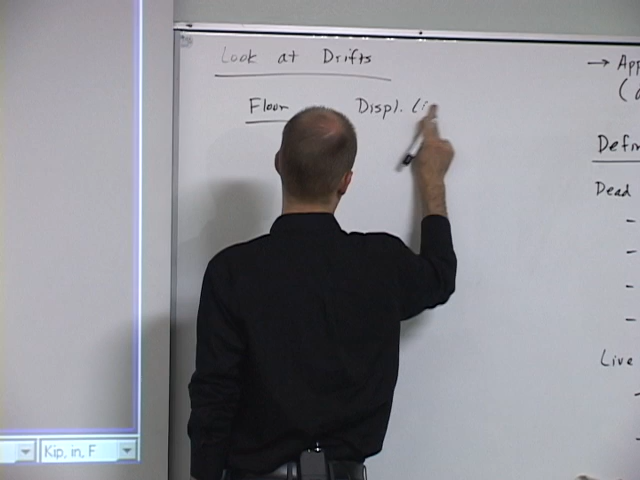 Look at Drifts
Floor Displ. (i
→ App
(
Defin
Dead
-
-
-
-
Live
-
-
Kip, in, F